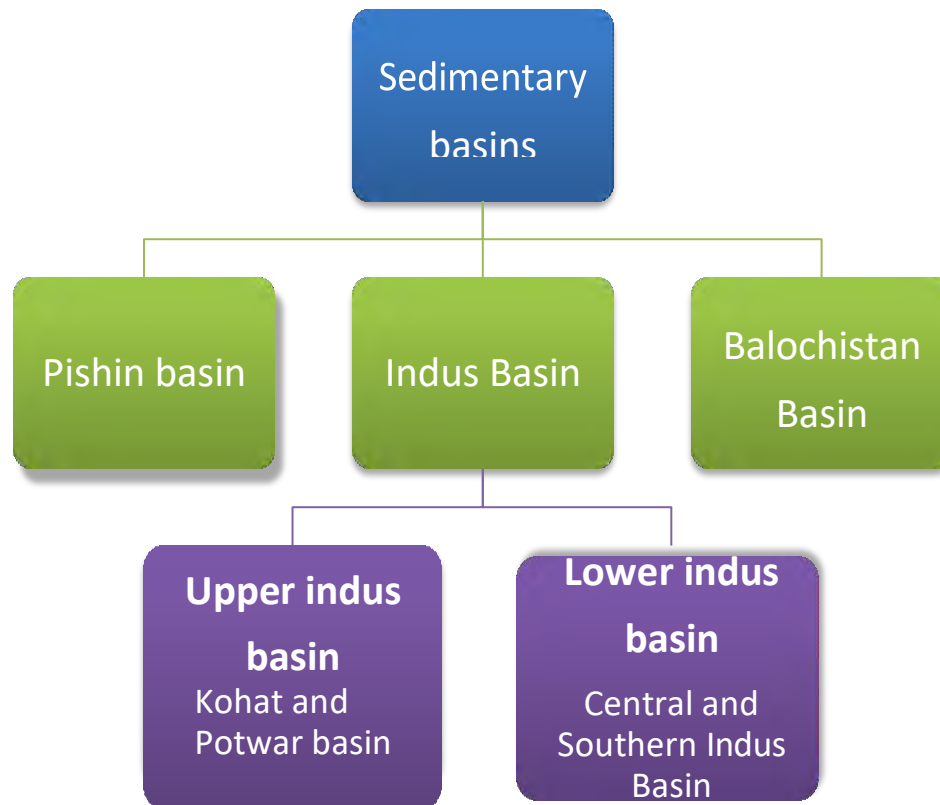 Sedimentary
basins
Pishin basin
Indus Basin
Balochistan
Basin
Upper indus
basin
Kohat and
Potwar basin
Lower indus
basin
Central and
Southern Indus
Basin